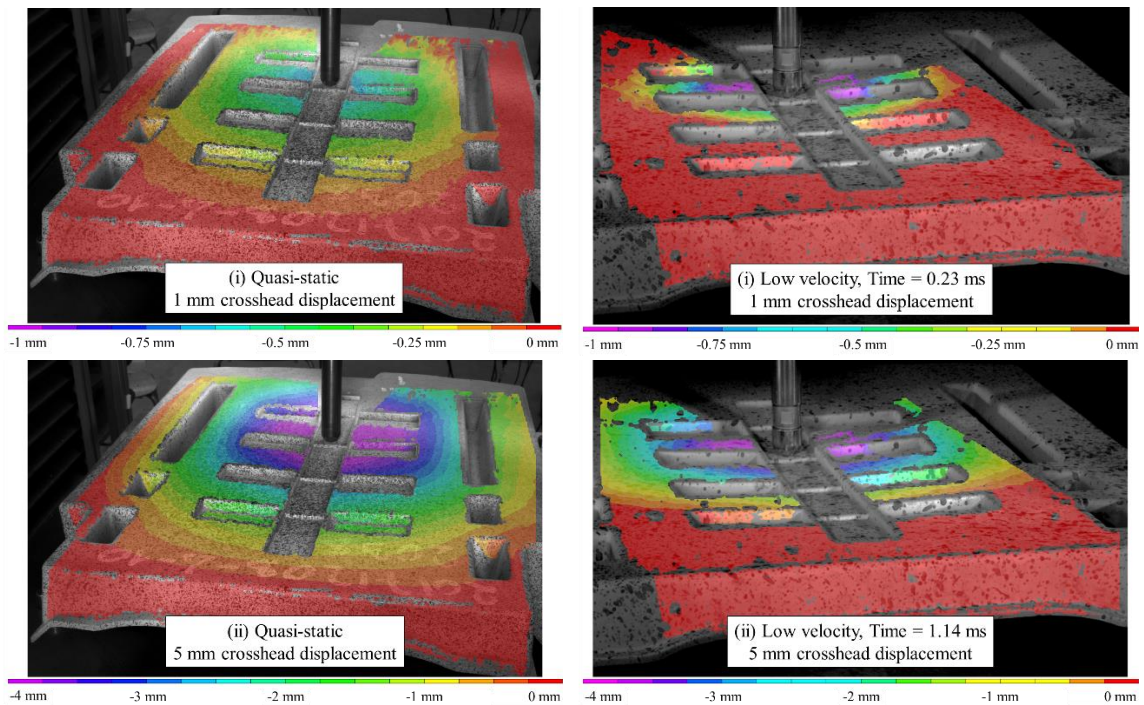 (i) Quasi-static
1 mm crosshead displacement
-1 mm -0.75 mm -0.5 mm -0.25 mm 0 mm
(i) Low velocity, Time = 0.23 ms
1 mm crosshead displacement
-1 mm -0.75 mm -0.5 mm -0.25 mm 0 mm
(ii) Quasi-static
5 mm crosshead displacement
-4 mm -3 mm -2 mm -1 mm 0 mm
(ii) Low velocity, Time = 1.14 ms
5 mm crosshead displacement
-4 mm -3 mm -2 mm -1 mm 0 mm